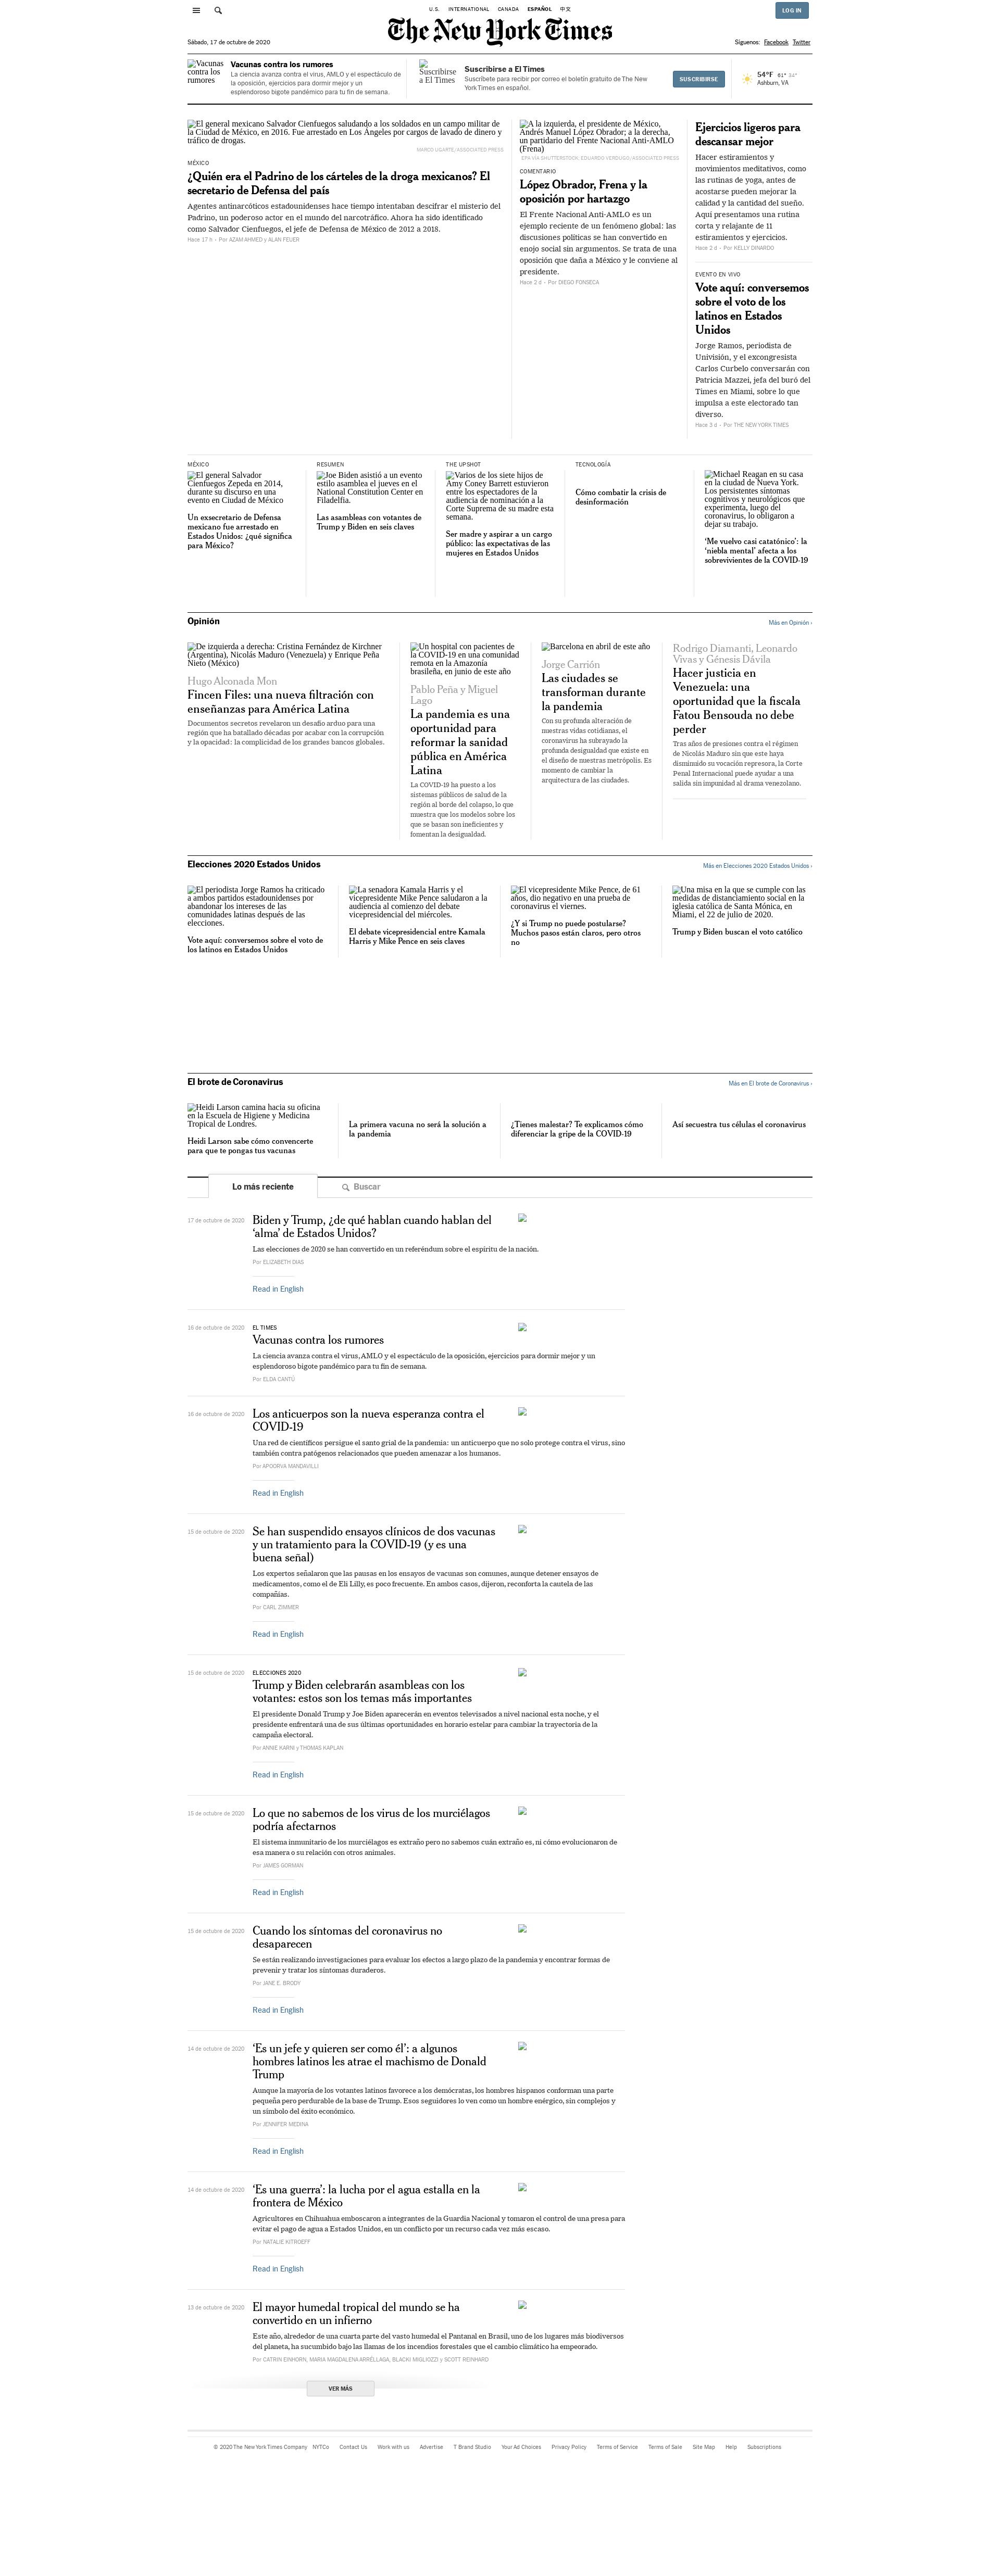 U.S.
INTERNATIONAL
CANADA
ESPAÑOL
中文
LOG IN
The New York Times
Sábado, 17 de octubre de 2020
Síguenos: Facebook Twitter
Vacunas
contra los
rumores
Vacunas contra los rumores
La ciencia avanza contra el virus, AMLO y el espectáculo de
la oposición, ejercicios para dormir mejor y un
esplendoroso bigote pandémico para tu fin de semana.
Suscribirse
a El Times
Suscribirse a El Times
Suscríbete para recibir por correo el boletín gratuito de The New
York Times en español.
SUSCRIBIRSE
54°F 61° 34°
Ashburn, VA
El general mexicano Salvador Cienfuegos saludando a los soldados en un campo militar de
la Ciudad de México, en 2016. Fue arrestado en Los Ángeles por cargos de lavado de dinero y
tráfico de drogas.
MARCO UGARTE/ASSOCIATED PRESS
MÉXICO
¿Quién era el Padrino de los cárteles de la droga mexicanos? El
secretario de Defensa del país
Agentes antinarcóticos estadounidenses hace tiempo intentaban descifrar el misterio del
Padrino, un poderoso actor en el mundo del narcotráfico. Ahora ha sido identificado
como Salvador Cienfuegos, el jefe de Defensa de México de 2012 a 2018.
Hace 17 h • Por AZAM AHMED y ALAN FEUER
A la izquierda, el presidente de México,
Andrés Manuel López Obrador; a la derecha,
un partidario del Frente Nacional Anti-AMLO
(Frena)
EPA VÍA SHUTTERSTOCK; EDUARDO VERDUGO/ASSOCIATED PRESS
COMENTARIO
López Obrador, Frena y la
oposición por hartazgo
El Frente Nacional Anti-AMLO es un
ejemplo reciente de un fenómeno global: las
discusiones políticas se han convertido en
enojo social sin argumentos. Se trata de una
oposición que daña a México y le conviene al
presidente.
Hace 2 d • Por DIEGO FONSECA
Ejercicios ligeros para
descansar mejor
Hacer estiramientos y
movimientos meditativos, como
las rutinas de yoga, antes de
acostarse pueden mejorar la
calidad y la cantidad del sueño.
Aquí presentamos una rutina
corta y relajante de 11
estiramientos y ejercicios.
Hace 2 d • Por KELLY DINARDO
EVENTO EN VIVO
Vote aquí: conversemos
sobre el voto de los
latinos en Estados
Unidos
Jorge Ramos, periodista de
Univisión, y el excongresista
Carlos Curbelo conversarán con
Patricia Mazzei, jefa del buró del
Times en Miami, sobre lo que
impulsa a este electorado tan
diverso.
Hace 3 d • Por THE NEW YORK TIMES
MÉXICO
El general Salvador
Cienfuegos Zepeda en 2014,
durante su discurso en una
evento en Ciudad de México
Un exsecretario de Defensa
mexicano fue arrestado en
Estados Unidos: ¿qué significa
para México?
RESUMEN
Joe Biden asistió a un evento
estilo asamblea el jueves en el
National Constitution Center en
Filadelfia.
Las asambleas con votantes de
Trump y Biden en seis claves
THE UPSHOT
Varios de los siete hijos de
Amy Coney Barrett estuvieron
entre los espectadores de la
audiencia de nominación a la
Corte Suprema de su madre esta
semana.
Ser madre y aspirar a un cargo
público: las expectativas de las
mujeres en Estados Unidos
TECNOLOGÍA
Cómo combatir la crisis de
desinformación
Michael Reagan en su casa
en la ciudad de Nueva York.
Los persistentes síntomas
cognitivos y neurológicos que
experimenta, luego del
coronavirus, lo obligaron a
dejar su trabajo.
‘Me vuelvo casi catatónico’: la
‘niebla mental’ afecta a los
sobrevivientes de la COVID-19
Opinión
Más en Opinión ›
De izquierda a derecha: Cristina Fernández de Kirchner
(Argentina), Nicolás Maduro (Venezuela) y Enrique Peña
Nieto (México)
Hugo Alconada Mon
Fincen Files: una nueva filtración con
enseñanzas para América Latina
Documentos secretos revelaron un desafío arduo para una
región que ha batallado décadas por acabar con la corrupción
y la opacidad: la complicidad de los grandes bancos globales.
Un hospital con pacientes de
la COVID-19 en una comunidad
remota en la Amazonía
brasileña, en junio de este año
Pablo Peña y Miguel
Lago
La pandemia es una
oportunidad para
reformar la sanidad
pública en América
Latina
La COVID-19 ha puesto a los
sistemas públicos de salud de la
región al borde del colapso, lo que
muestra que los modelos sobre los
que se basan son ineficientes y
fomentan la desigualdad.
Barcelona en abril de este año
Jorge Carrión
Las ciudades se
transforman durante
la pandemia
Con su profunda alteración de
nuestras vidas cotidianas, el
coronavirus ha subrayado la
profunda desigualdad que existe en
el diseño de nuestras metrópolis. Es
momento de cambiar la
arquitectura de las ciudades.
Rodrigo Diamanti, Leonardo
Vivas y Génesis Dávila
Hacer justicia en
Venezuela: una
oportunidad que la fiscala
Fatou Bensouda no debe
perder
Tras años de presiones contra el régimen
de Nicolás Maduro sin que este haya
disminuido su vocación represora, la Corte
Penal Internacional puede ayudar a una
salida sin impunidad al drama venezolano.
Elecciones 2020 Estados Unidos
Más en Elecciones 2020 Estados Unidos ›
El periodista Jorge Ramos ha criticado
a ambos partidos estadounidenses por
abandonar los intereses de las
comunidades latinas después de las
elecciones.
Vote aquí: conversemos sobre el voto de
los latinos en Estados Unidos
La senadora Kamala Harris y el
vicepresidente Mike Pence saludaron a la
audiencia al comienzo del debate
vicepresidencial del miércoles.
El debate vicepresidencial entre Kamala
Harris y Mike Pence en seis claves
El vicepresidente Mike Pence, de 61
años, dio negativo en una prueba de
coronavirus el viernes.
¿Y si Trump no puede postularse?
Muchos pasos están claros, pero otros
no
Una misa en la que se cumple con las
medidas de distanciamiento social en la
iglesia católica de Santa Mónica, en
Miami, el 22 de julio de 2020.
Trump y Biden buscan el voto católico
El brote de Coronavirus
Más en El brote de Coronavirus ›
Heidi Larson camina hacia su oficina
en la Escuela de Higiene y Medicina
Tropical de Londres.
Heidi Larson sabe cómo convencerte
para que te pongas tus vacunas
La primera vacuna no será la solución a
la pandemia
¿Tienes malestar? Te explicamos cómo
diferenciar la gripe de la COVID-19
Así secuestra tus células el coronavirus
Lo más reciente
Buscar
17 de octubre de 2020
Biden y Trump, ¿de qué hablan cuando hablan del
‘alma’ de Estados Unidos?
Las elecciones de 2020 se han convertido en un referéndum sobre el espíritu de la nación.
Por ELIZABETH DIAS
Read in English
16 de octubre de 2020
EL TIMES
Vacunas contra los rumores
La ciencia avanza contra el virus, AMLO y el espectáculo de la oposición, ejercicios para dormir mejor y un
esplendoroso bigote pandémico para tu fin de semana.
Por ELDA CANTÚ
16 de octubre de 2020
Los anticuerpos son la nueva esperanza contra el
COVID-19
Una red de científicos persigue el santo grial de la pandemia: un anticuerpo que no solo protege contra el virus, sino
también contra patógenos relacionados que pueden amenazar a los humanos.
Por APOORVA MANDAVILLI
Read in English
15 de octubre de 2020
Se han suspendido ensayos clínicos de dos vacunas
y un tratamiento para la COVID-19 (y es una
buena señal)
Los expertos señalaron que las pausas en los ensayos de vacunas son comunes, aunque detener ensayos de
medicamentos, como el de Eli Lilly, es poco frecuente. En ambos casos, dijeron, reconforta la cautela de las
compañías.
Por CARL ZIMMER
Read in English
15 de octubre de 2020
ELECCIONES 2020
Trump y Biden celebrarán asambleas con los
votantes: estos son los temas más importantes
El presidente Donald Trump y Joe Biden aparecerán en eventos televisados a nivel nacional esta noche, y el
presidente enfrentará una de sus últimas oportunidades en horario estelar para cambiar la trayectoria de la
campaña electoral.
Por ANNIE KARNI y THOMAS KAPLAN
Read in English
15 de octubre de 2020
Lo que no sabemos de los virus de los murciélagos
podría afectarnos
El sistema inmunitario de los murciélagos es extraño pero no sabemos cuán extraño es, ni cómo evolucionaron de
esa manera o su relación con otros animales.
Por JAMES GORMAN
Read in English
15 de octubre de 2020
Cuando los síntomas del coronavirus no
desaparecen
Se están realizando investigaciones para evaluar los efectos a largo plazo de la pandemia y encontrar formas de
prevenir y tratar los síntomas duraderos.
Por JANE E. BRODY
Read in English
14 de octubre de 2020
‘Es un jefe y quieren ser como él’: a algunos
hombres latinos les atrae el machismo de Donald
Trump
Aunque la mayoría de los votantes latinos favorece a los demócratas, los hombres hispanos conforman una parte
pequeña pero perdurable de la base de Trump. Esos seguidores lo ven como un hombre enérgico, sin complejos y
un símbolo del éxito económico.
Por JENNIFER MEDINA
Read in English
14 de octubre de 2020
‘Es una guerra’: la lucha por el agua estalla en la
frontera de México
Agricultores en Chihuahua emboscaron a integrantes de la Guardia Nacional y tomaron el control de una presa para
evitar el pago de agua a Estados Unidos, en un conflicto por un recurso cada vez más escaso.
Por NATALIE KITROEFF
Read in English
13 de octubre de 2020
El mayor humedal tropical del mundo se ha
convertido en un infierno
Este año, alrededor de una cuarta parte del vasto humedal el Pantanal en Brasil, uno de los lugares más biodiversos
del planeta, ha sucumbido bajo las llamas de los incendios forestales que el cambio climático ha empeorado.
Por CATRIN EINHORN, MARIA MAGDALENA ARRÉLLAGA, BLACKI MIGLIOZZI y SCOTT REINHARD
VER MÁS
© 2020 The New York Times Company NYTCo Contact Us Work with us Advertise T Brand Studio Your Ad Choices Privacy Policy Terms of Service Terms of Sale Site Map Help Subscriptions